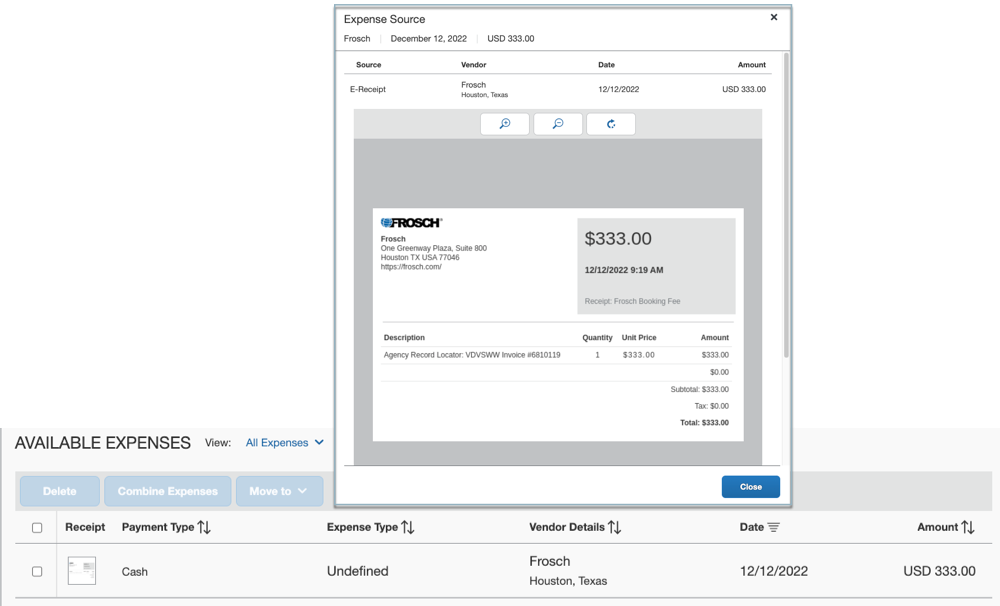 Expense Source
Frosch December 12, 2022 USD 333.00
Source Vendor Date Amount
E-Receipt Frosch 12/12/2022 USD 333.00
Houston, Texas
FROSCH
Frosch
One Greenway Plaza, Suite 800
Houston TX USA 77046
https://frosch.com/
$333.00
12/12/2022 9:19 AM
Receipt: Frosch Booking Fee
Description Quantity Unit Price Amount
Agency Record Locator: VDVSWW Invoice #6810119 1 $333.00 $333.00
$0.00
Subtotal: $333.00
Tax: $0.00
Total: $333.00
Close
AVAILABLE EXPENSES View: All Expenses
Delete Combine Expenses Move to
Receipt Payment Type Expense Type Vendor Details Date Amount
Cash Undefined Frosch 12/12/2022 USD 333.00
Houston, Texas